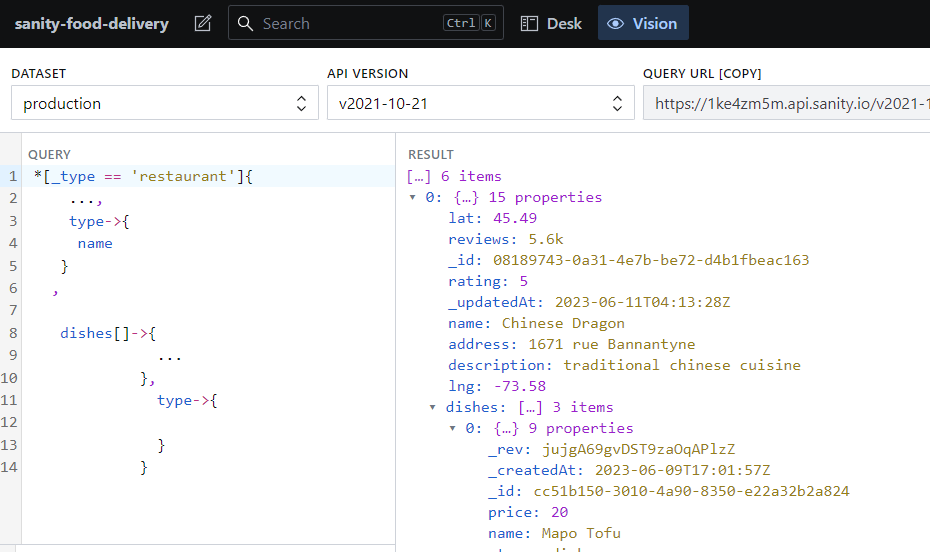 sanity-food-delivery Search Ctrl K Desk Vision
DATASET API VERSION QUERY URL [COPY]
production v2021-10-21 https://1ke4zm5m.api.sanity.io/v2021-1
QUERY
1 *[_type == 'restaurant']{
2 ...,
3 type->{
4 name
5 }
6 ,
7
8 dishes[]->{
9 ...
10 },
11 type->{
12
13 }
14 }
RESULT
[…] 6 items
0: {…} 15 properties
lat: 45.49
reviews: 5.6k
_id: 08189743-0a31-4e7b-be72-d4b1fbeac163
rating: 5
_updatedAt: 2023-06-11T04:13:28Z
name: Chinese Dragon
address: 1671 rue Bannantyne
description: traditional chinese cuisine
lng: -73.58
dishes: […] 3 items
0: {…} 9 properties
_rev: jujgA69gvDST9zaOqAPlzZ
_createdAt: 2023-06-09T17:01:57Z
_id: cc51b150-3010-4a90-8350-e22a32b2a824
price: 20
name: Mapo Tofu